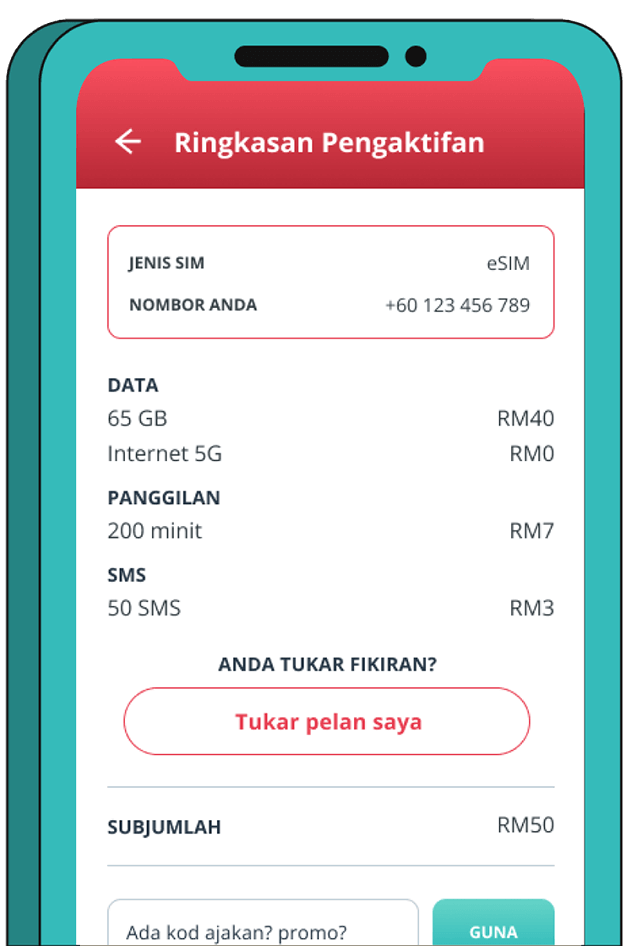 Ringkasan Pengaktifan
JENIS SIM eSIM
NOMBOR ANDA +60 123 456 789
DATA
65 GB RM40
Internet 5G RM0
PANGGILAN
200 minit RM7
SMS
50 SMS RM3
ANDA TUKAR FIKIRAN?
Tukar pelan saya
SUBJUMLAH RM50
Ada kod ajakan? promo? GUNA